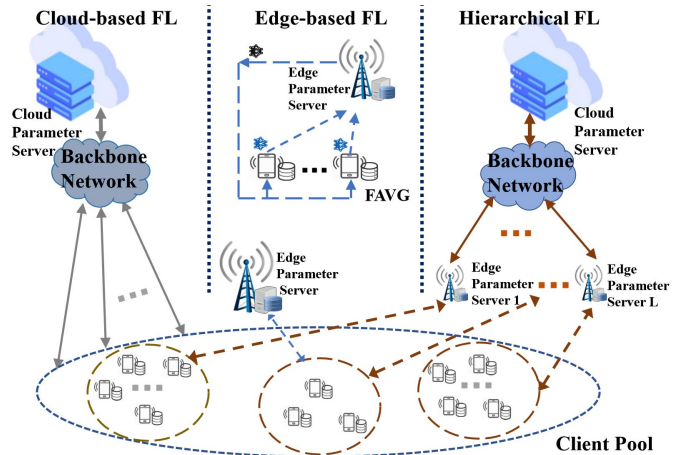 Cloud-based FL
Edge-based FL
Hierarchical FL
Cloud
Parameter
Server
Backbone
Network
Edge
Parameter
Server
FAVG
Edge
Parameter
Server
Cloud
Parameter
Server
Backbone
Network
Edge
Parameter
Server 1
Edge
Parameter
Server L
Client Pool